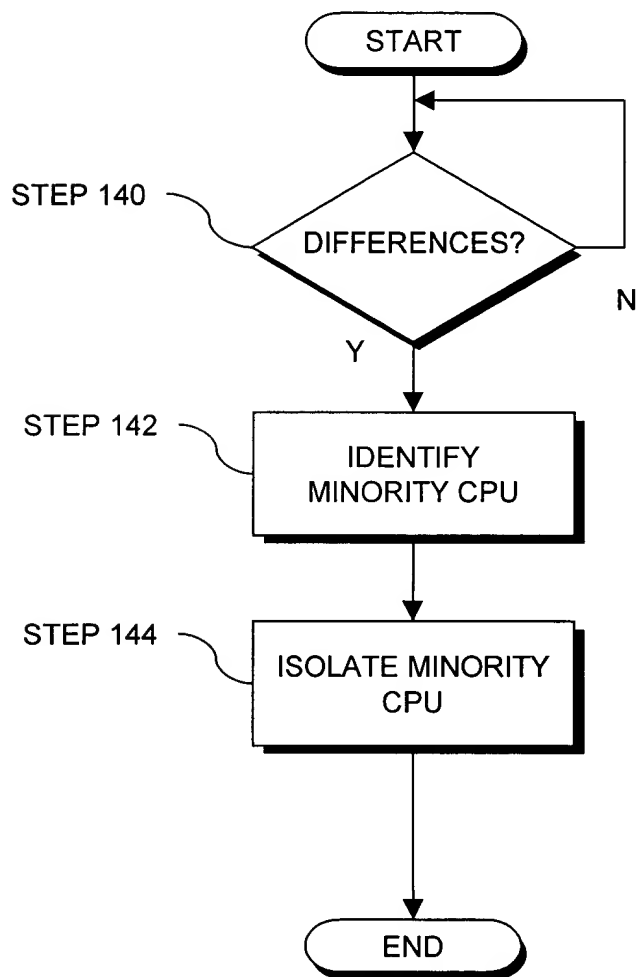 START
STEP 140
DIFFERENCES?
N
Y
STEP 142
IDENTIFY
MINORITY CPU
STEP 144
ISOLATE MINORITY
CPU
END